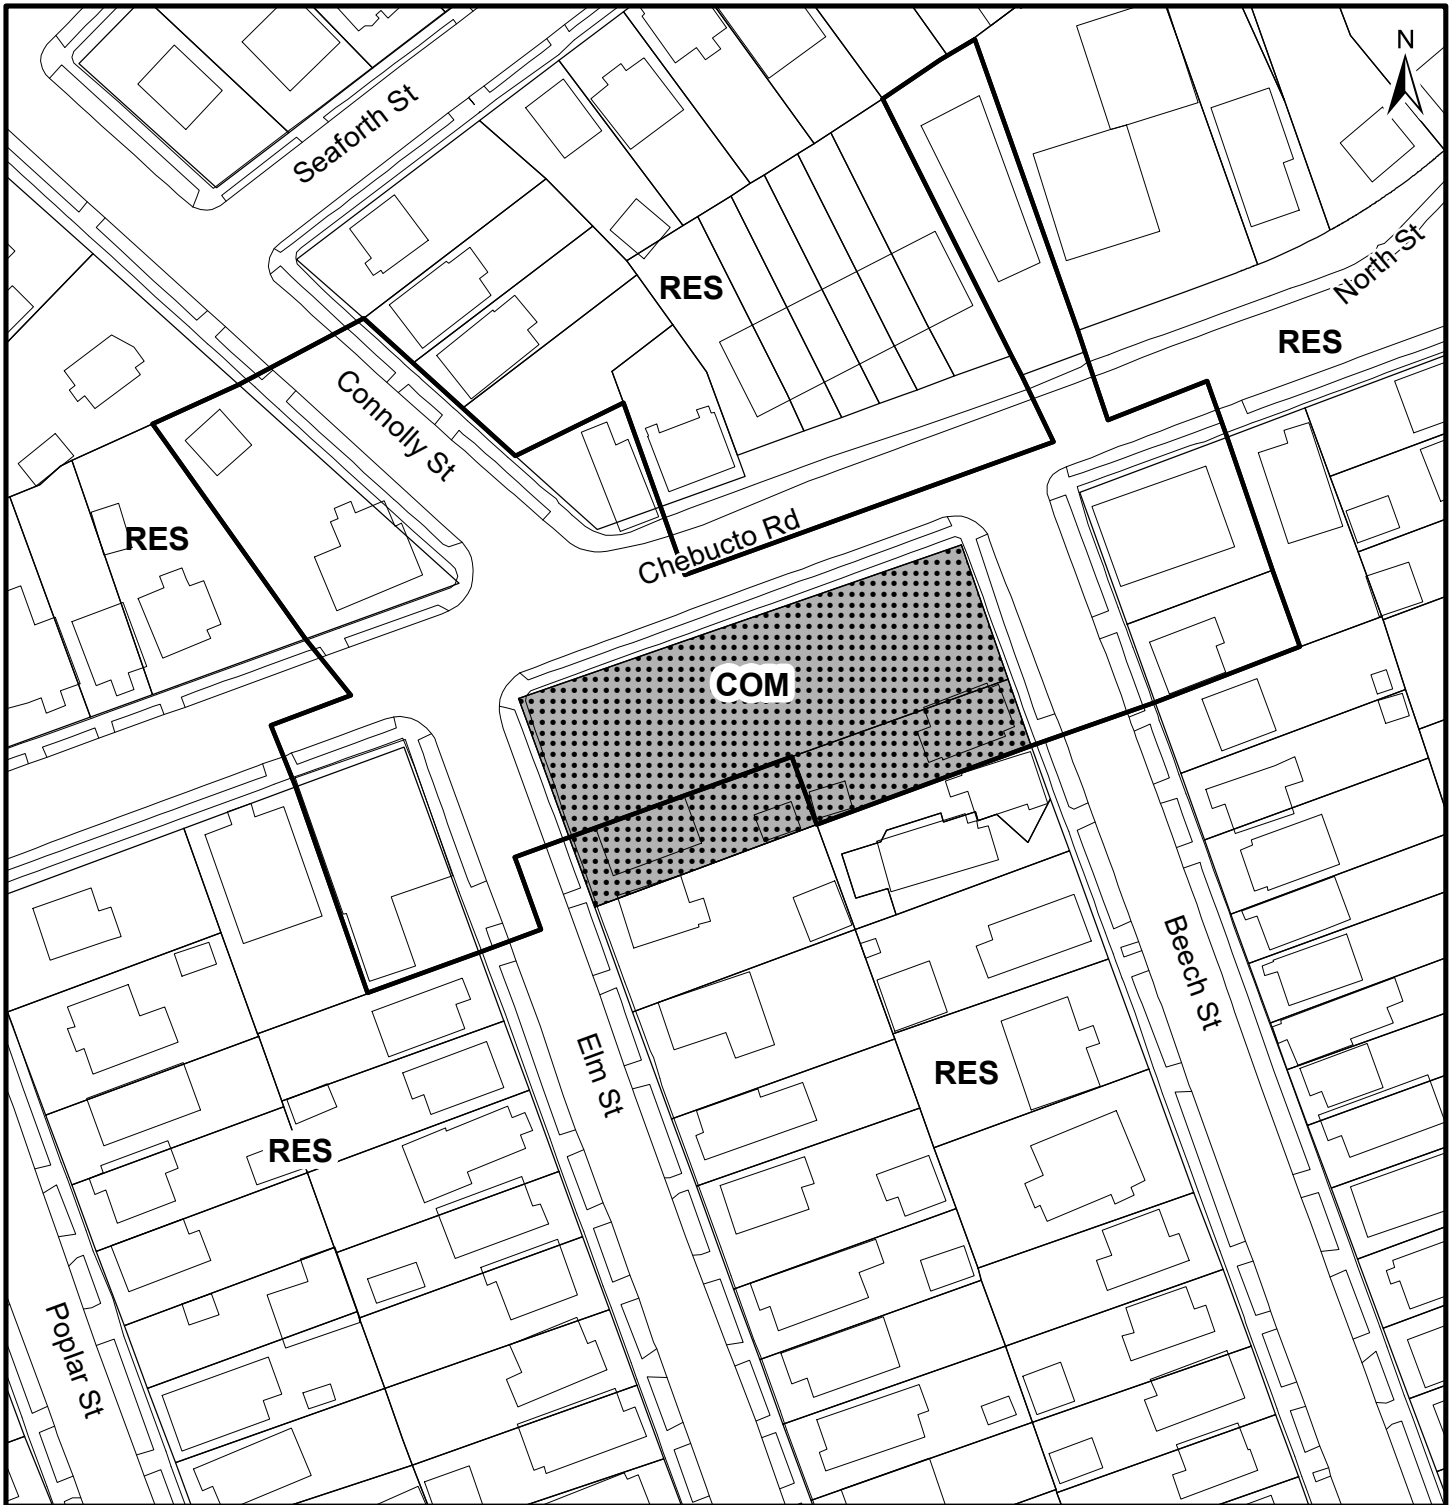 N
Seaforth St
North St
RES
RES
Connolly St
RES
Chebucto Rd
COM
Beech St
Elm St
RES
RES
Poplar St